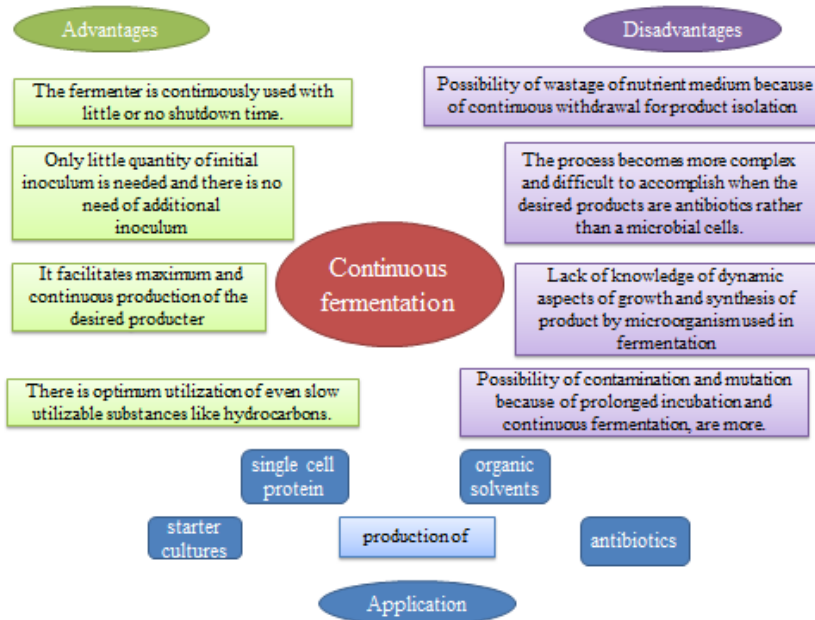 Advantages
Disadvantages
The fermenter is continuously used with
little or no shutdown time.
Possibility of wastage of nutrient medium because
of continuous withdrawal for product isolation
Only little quantity of initial
inoculum is needed and there is no
need of additional
inoculum
The process becomes more complex
and difficult to accomplish when the
desired products are antibiotics rather
than a microbial cells.
Continuous
fermentation
It facilitates maximum and
continuous production of the
desired producter
Lack of knowledge of dynamic
aspects of growth and synthesis of
product by microorganism used in
fermentation
There is optimum utilization of even slow
utilizable substances like hydrocarbons.
Possibility of contamination and mutation
because of prolonged incubation and
continuous fermentation, are more.
single cell
protein
organic
solvents
starter
cultures
production of
antibiotics
Application